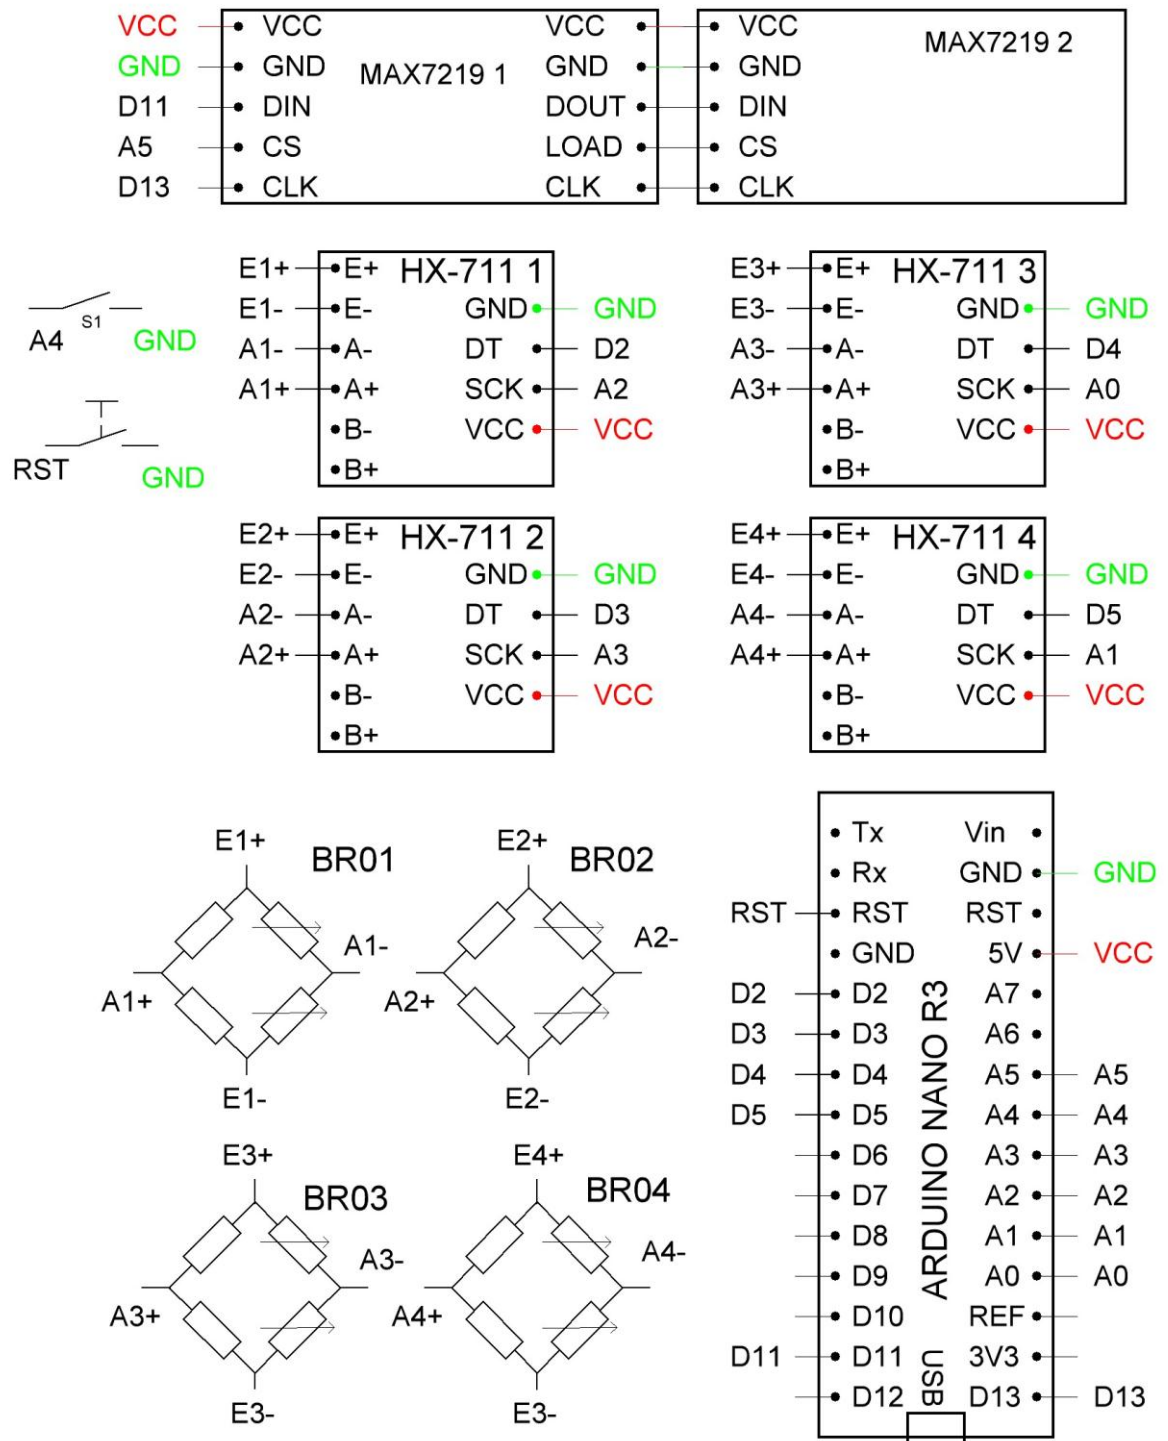 VCC VCC VCC VCC
MAX7219 2
GND GND GND GND
MAX7219 1
D11 DIN DOUT DIN
A5 CS LOAD CS
D13 CLK CLK CLK
E1+ E+ HX-711 1
E1- E- GND GND
A1- A- DT D2
A1+ A+ SCK A2
B- VCC VCC
B+
E3+ E+ HX-711 3
E3- E- GND GND
A3- A- DT D4
A3+ A+ SCK A0
B- VCC VCC
B+
S1
A4 GND
RST GND
E2+ E+ HX-711 2
E2- E- GND GND
A2- A- DT D3
A2+ A+ SCK A3
B- VCC VCC
B+
E4+ E+ HX-711 4
E4- E- GND GND
A4- A- DT D5
A4+ A+ SCK A1
B- VCC VCC
B+
E1+
BR01
A1-
A1+
E1-
E2+
BR02
A2-
A2+
E2-
E3+
BR03
A3-
A3+
E3-
E4+
BR04
A4-
A4+
E3-
Tx Vin
Rx GND GND
RST RST RST
GND 5V VCC
D2 D2 A7
D3 D3 A6
D4 D4 A5 A5
D5 D5 A4 A4
D6 A3 A3
D7 A2 A2
D8 A1 A1
D9 A0 A0
D10 REF
D11 D11 3V3
D12 D13 D13
ARDUINO NANO R3
USB